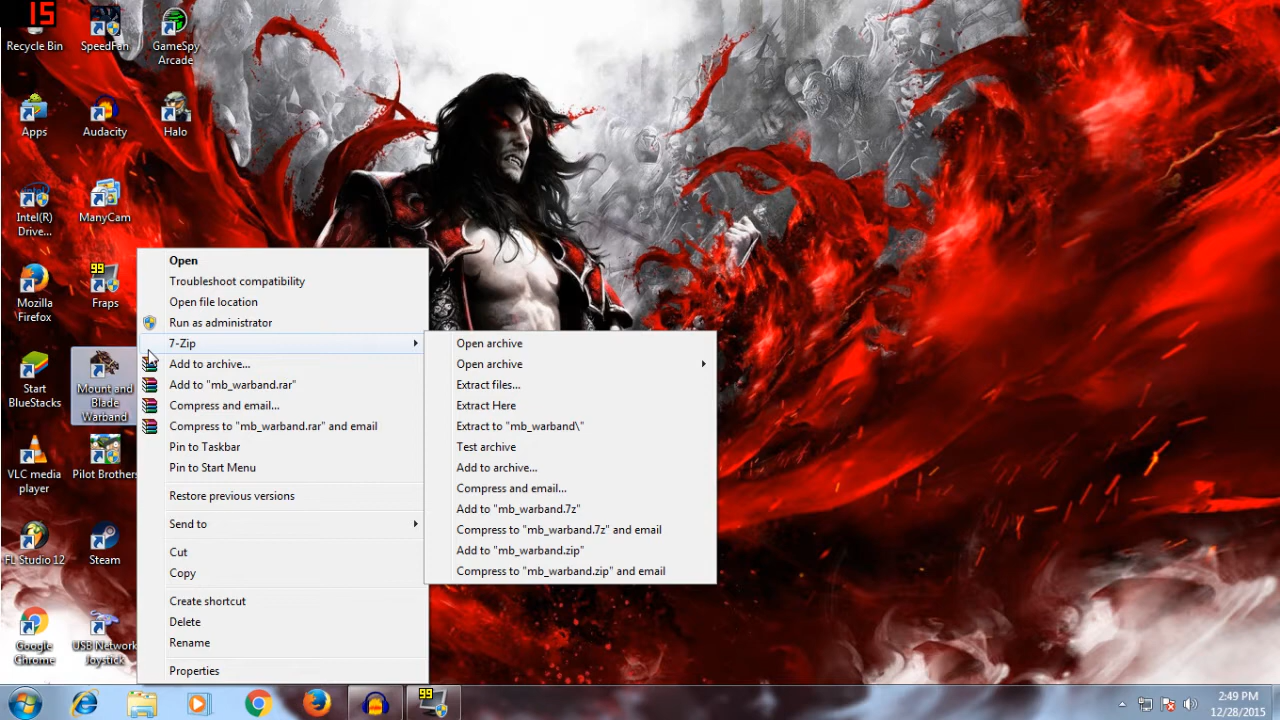 15
Recycle Bin
SpeedFan
GameSpy
Arcade
Apps
Audacity
Halo
Intel(R)
Drive...
ManyCam
Mozilla
\Firefox
99
Fraps
Start
BlueStacks
Mount and
Blade
Warband
VLC media
player
Pilot Brothers
FL Studio 12
Steam
Google
Chrome
USB Network
Joystick
Open
Troubleshoot compatibility
Open file location
Run as administrator
7-Zip
Add to archive...
Add to "mb_warband.rar"
Compress and email...
Compress to "mb_warband.rar" and email
Pin to Taskbar
Pin to Start Menu
Restore previous versions
Send to
Cut
Copy
Create shortcut
Delete
Rename
Properties
Open archive
Open archive
Extract files...
Extract Here
Extract to "mb_warband\"
Test archive
Add to archive...
Compress and email...
Add to "mb_warband.7z"
Compress to "mb_warband.7z" and email
Add to "mb_warband.zip"
Compress to "mb_warband.zip" and email
99
2:49 PM
12/28/2015